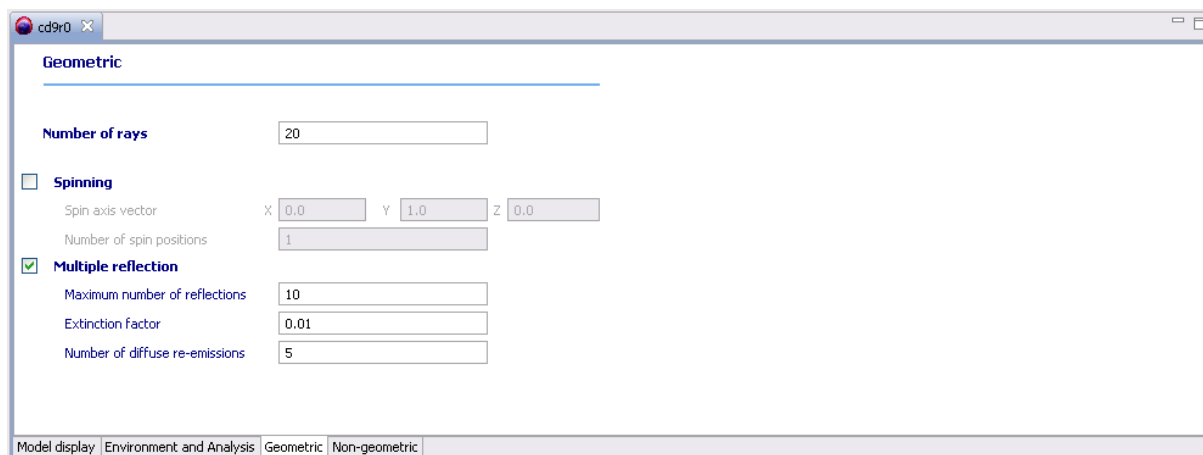 cd9r0
Geometric
Number of rays 20
Spinning
Spin axis vector X 0.0 Y 1.0 Z 0.0
Number of spin positions 1
Multiple reflection
Maximum number of reflections 10
Extinction factor 0.01
Number of diffuse re-emissions 5
Model display Environment and Analysis Geometric Non-geometric